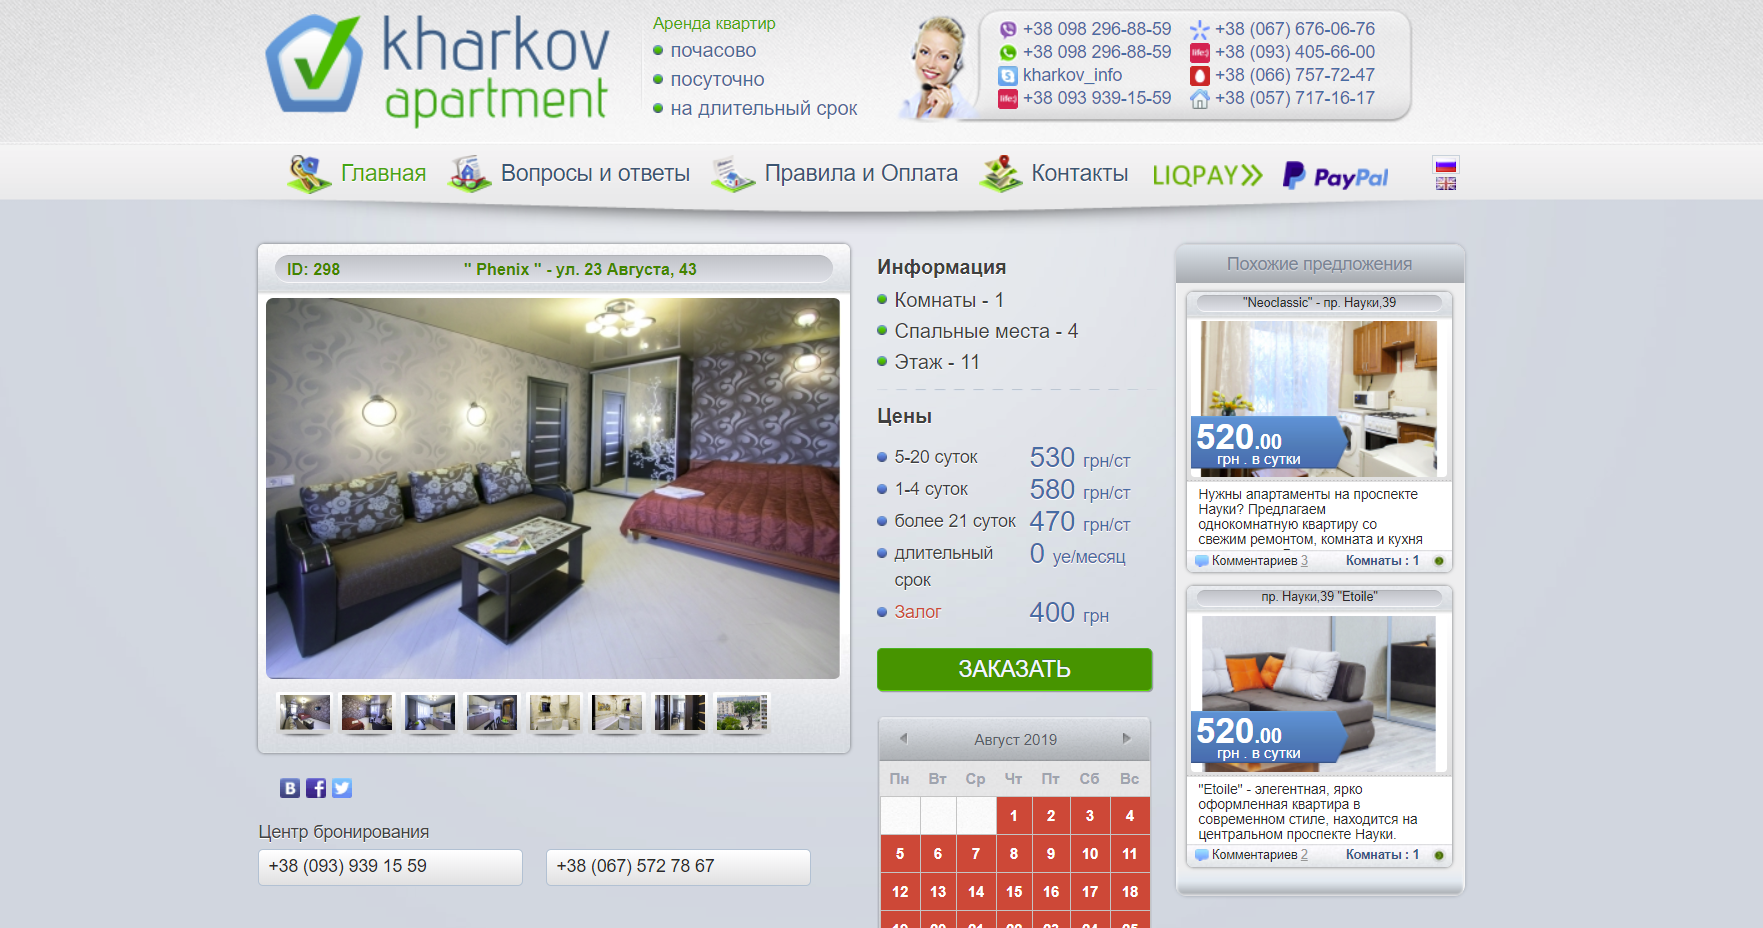 kharkov
apartment
Аренда квартир
почасово
посуточно
на длительный срок
+38 098 296-88-59
+38 098 296-88-59
kharkov_info
life:)
+38 093 939-15-59
+38 (067) 676-06-76
life:)
+38 (093) 405-66-00
+38 (066) 757-72-47
+38 (057) 717-16-17
Главная
Вопросы и ответы
Правила и Оплата
Контакты
LIQPAY
PayPal
ID: 298
" Phenix " - ул. 23 Августа, 43
Центр бронирования
+38 (093) 939 15 59
+38 (067) 572 78 67
Информация
Комнаты - 1
Спальные места - 4
Этаж - 11
Цены
5-20 суток 530 грн/ст
1-4 суток 580 грн/ст
более 21 суток 470 грн/ст
длительный
срок
0 уе/месяц
Залог 400 грн
ЗАКАЗАТЬ
Август 2019
Пн Вт Ср Чт Пт Сб Вс
1 2 3 4
5 6 7 8 9 10 11
12 13 14 15 16 17 18
19 20 21 22 23 24 25
Похожие предложения
"Neoclassic" - пр. Науки,39
520.00
грн . в сутки
Нужны апартаменты на проспекте
Науки? Предлагаем
однокомнатную квартиру со
свежим ремонтом, комната и кухня
Комментариев 3
Комнаты : 1
пр. Науки,39 "Etoile"
520.00
грн . в сутки
"Etoile" - элегентная, ярко
оформленная квартира в
современном стиле, находится на
центральном проспекте Науки.
Комментариев 2
Комнаты : 1